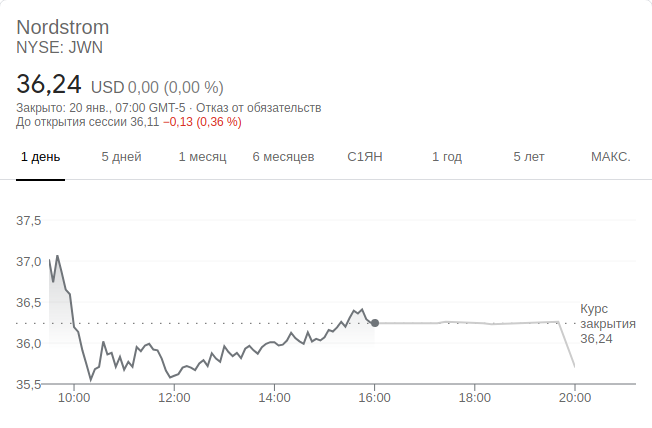 Nordstrom
NYSE: JWN
36,24 USD 0,00 (0,00 %)
Закрыто: 20 янв., 07:00 GMT-5 · Отказ от обязательств
До открытия сессии 36,11 −0,13 (0,36 %)
1 день 5 дней 1 месяц 6 месяцев С1ЯН 1 год 5 лет МАКС.
37,5
37,0
36,5
Курс
закрытия
36,24
36,0
35,5
10:00 12:00 14:00 16:00 18:00 20:00